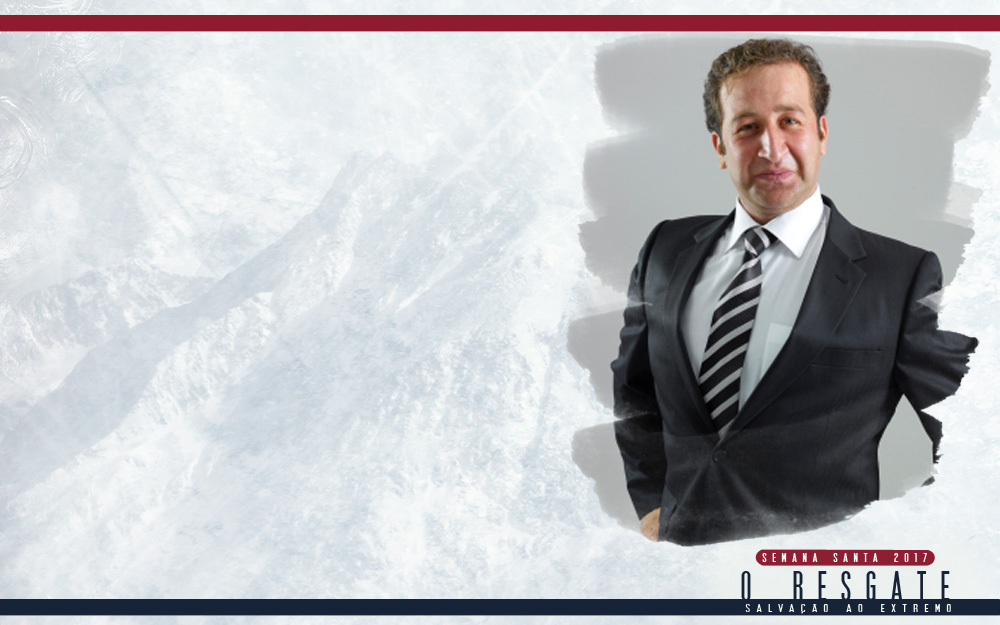 SEMANA SANTA 2017
O RESGATE
SALVAÇÃO AO EXTREMO